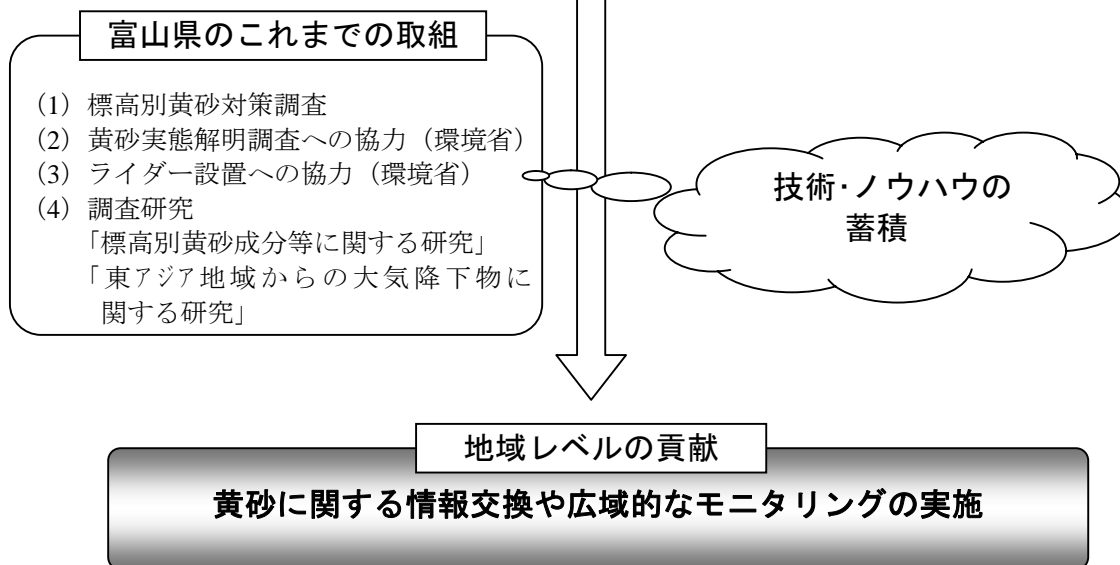 富山県のこれまでの取組
(1) 標高別黄砂対策調査
(2) 黄砂実態解明調査への協力（環境省）
(3) ライダー設置への協力（環境省）
(4) 調査研究
「標高別黄砂成分等に関する研究」
「東ｱｼﾞｱ地域からの大気降下物に
関する研究」
技術･ノウハウの
蓄積
地域レベルの貢献
黄砂に関する情報交換や広域的なモニタリングの実施